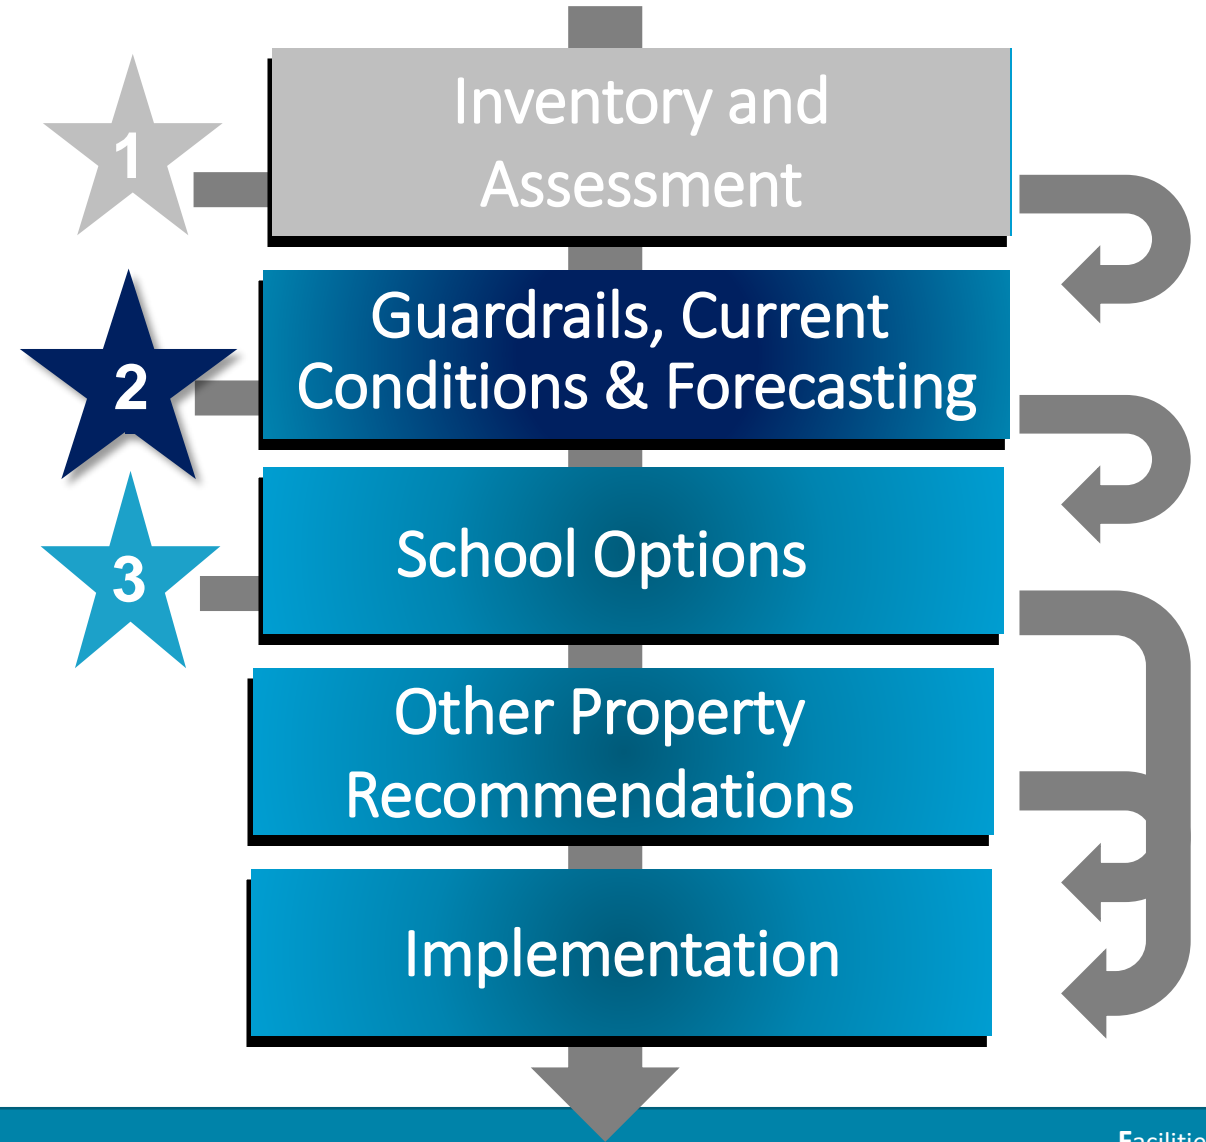 1
Inventory and
Assessment
2
Guardrails, Current
Conditions & Forecasting
3
School Options
Other Property
Recommendations
Implementation